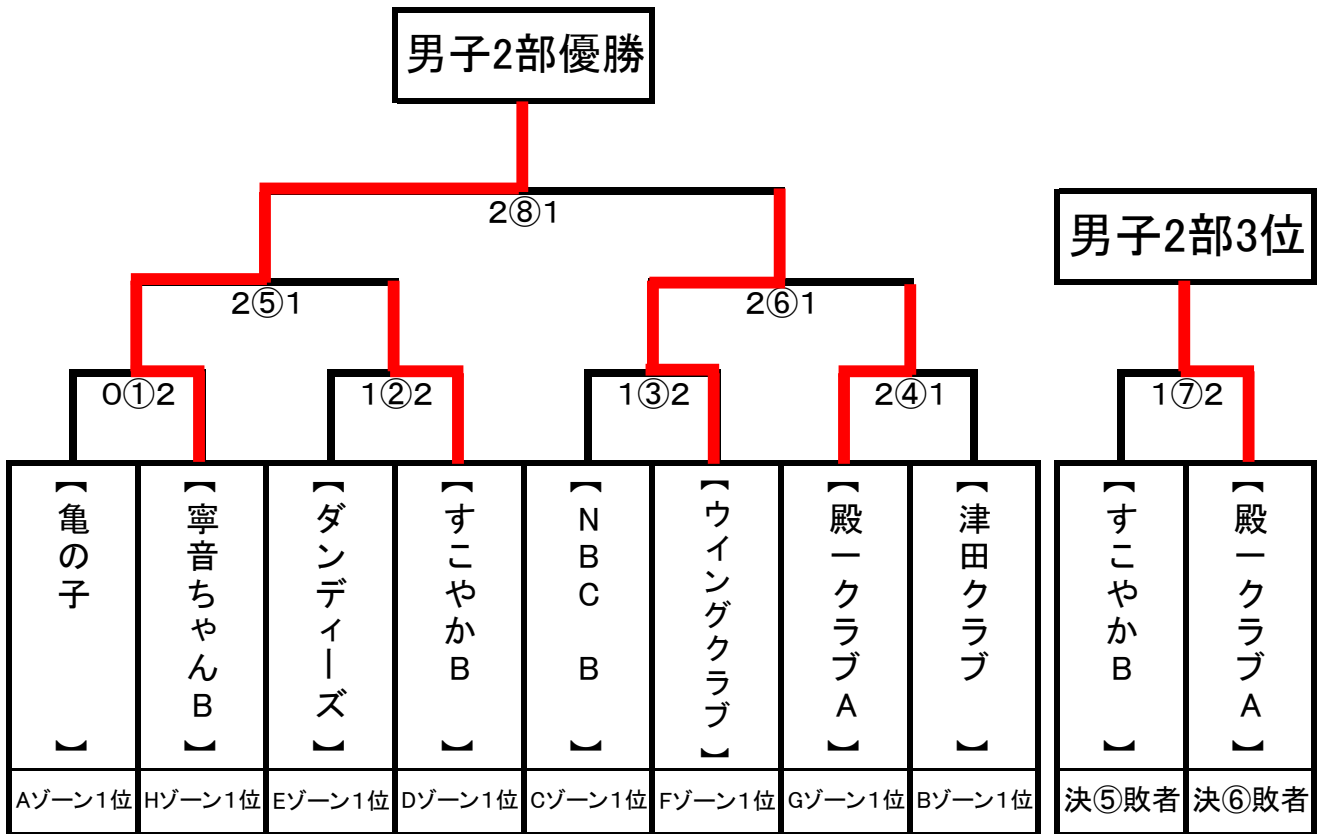 男子2部優勝
2⑧1
男子2部3位
2⑤1
2⑥1
0①2
1②2
1③2
2④1
1⑦2
【亀の子】
【寧音ちゃんB】
【ダンディーズ】
【すこやかB】
【NBC B】
【ウイングクラブ】
【殿一クラブA】
【津田クラブ】
【すこやかB】
【殿一クラブA】
Aゾーン1位
Hゾーン1位
Eゾーン1位
Dゾーン1位
Cゾーン1位
Fゾーン1位
Gゾーン1位
Bゾーン1位
決⑤敗者
決⑥敗者